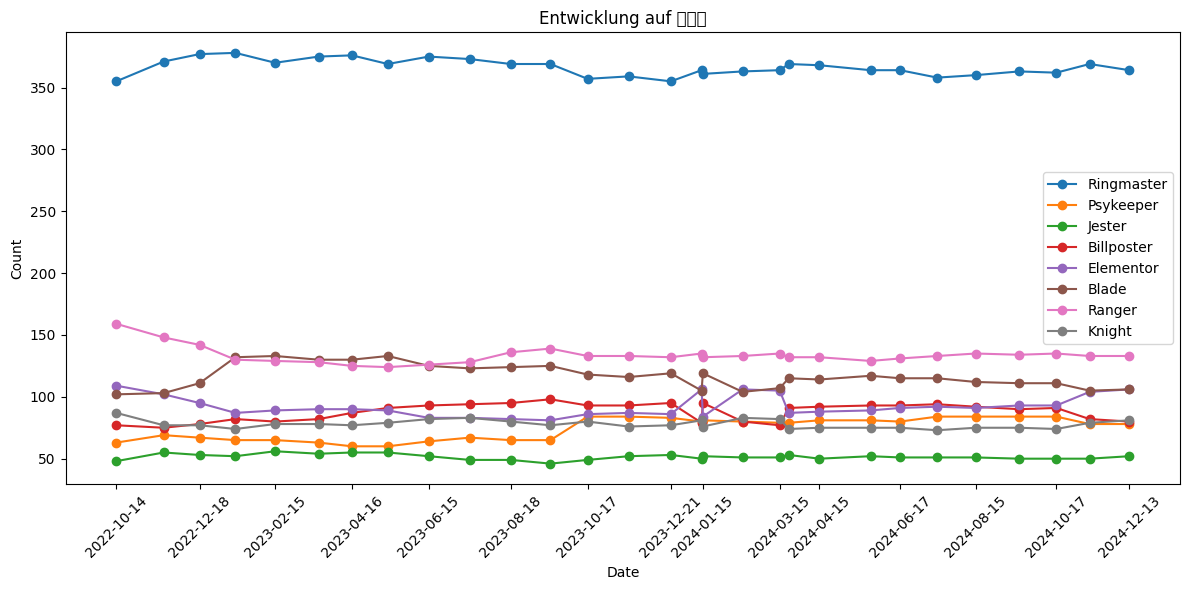 Entwicklung auf
Count
350
300
250
200
150
100
50
Ringmaster
Psykeeper
Jester
Billposter
Elementor
Blade
Ranger
Knight
2022-10-14
2022-12-18
2023-02-15
2023-04-16
2023-06-15
2023-08-18
2023-10-17
2023-12-21
2024-01-15
2024-03-15
2024-04-15
2024-06-17
2024-08-15
2024-10-17
2024-12-13
Date